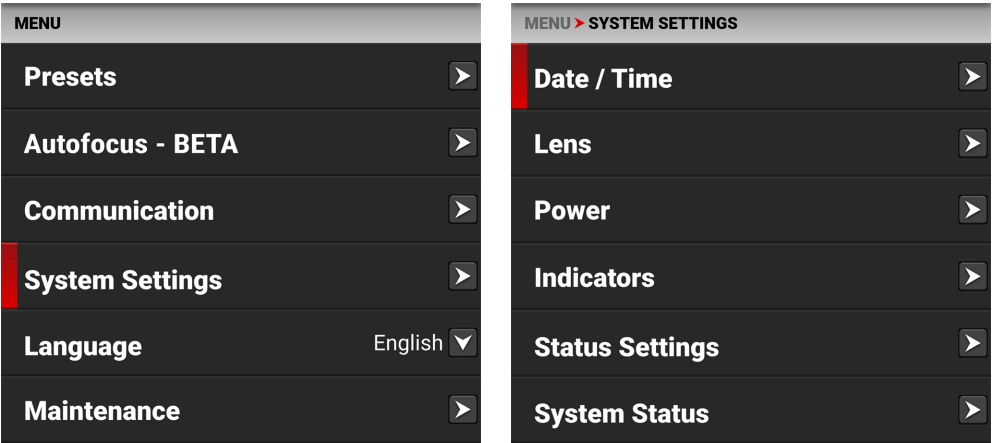 MENU
Presets
Autofocus - BETA
Communication
System Settings
Language English
Maintenance
MENU SYSTEM SETTINGS
Date / Time
Lens
Power
Indicators
Status Settings
System Status